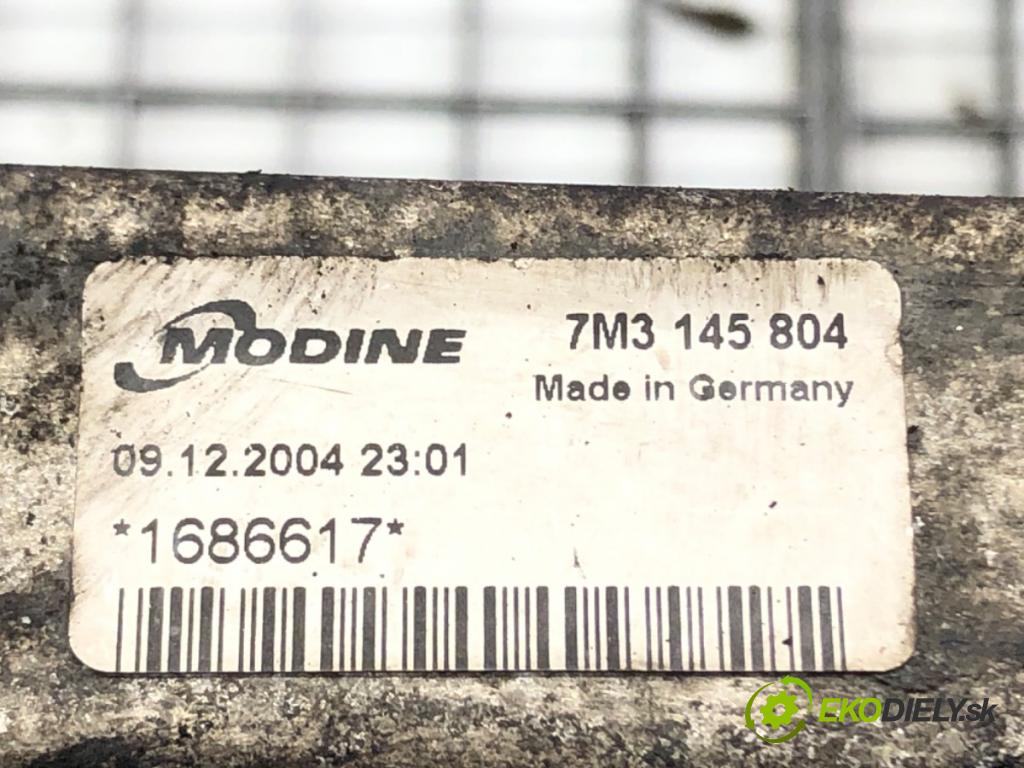 MODINE
7M3 145 804
Made in Germany
09.12.2004 23:01
*1686617*
EKODIELY.sk